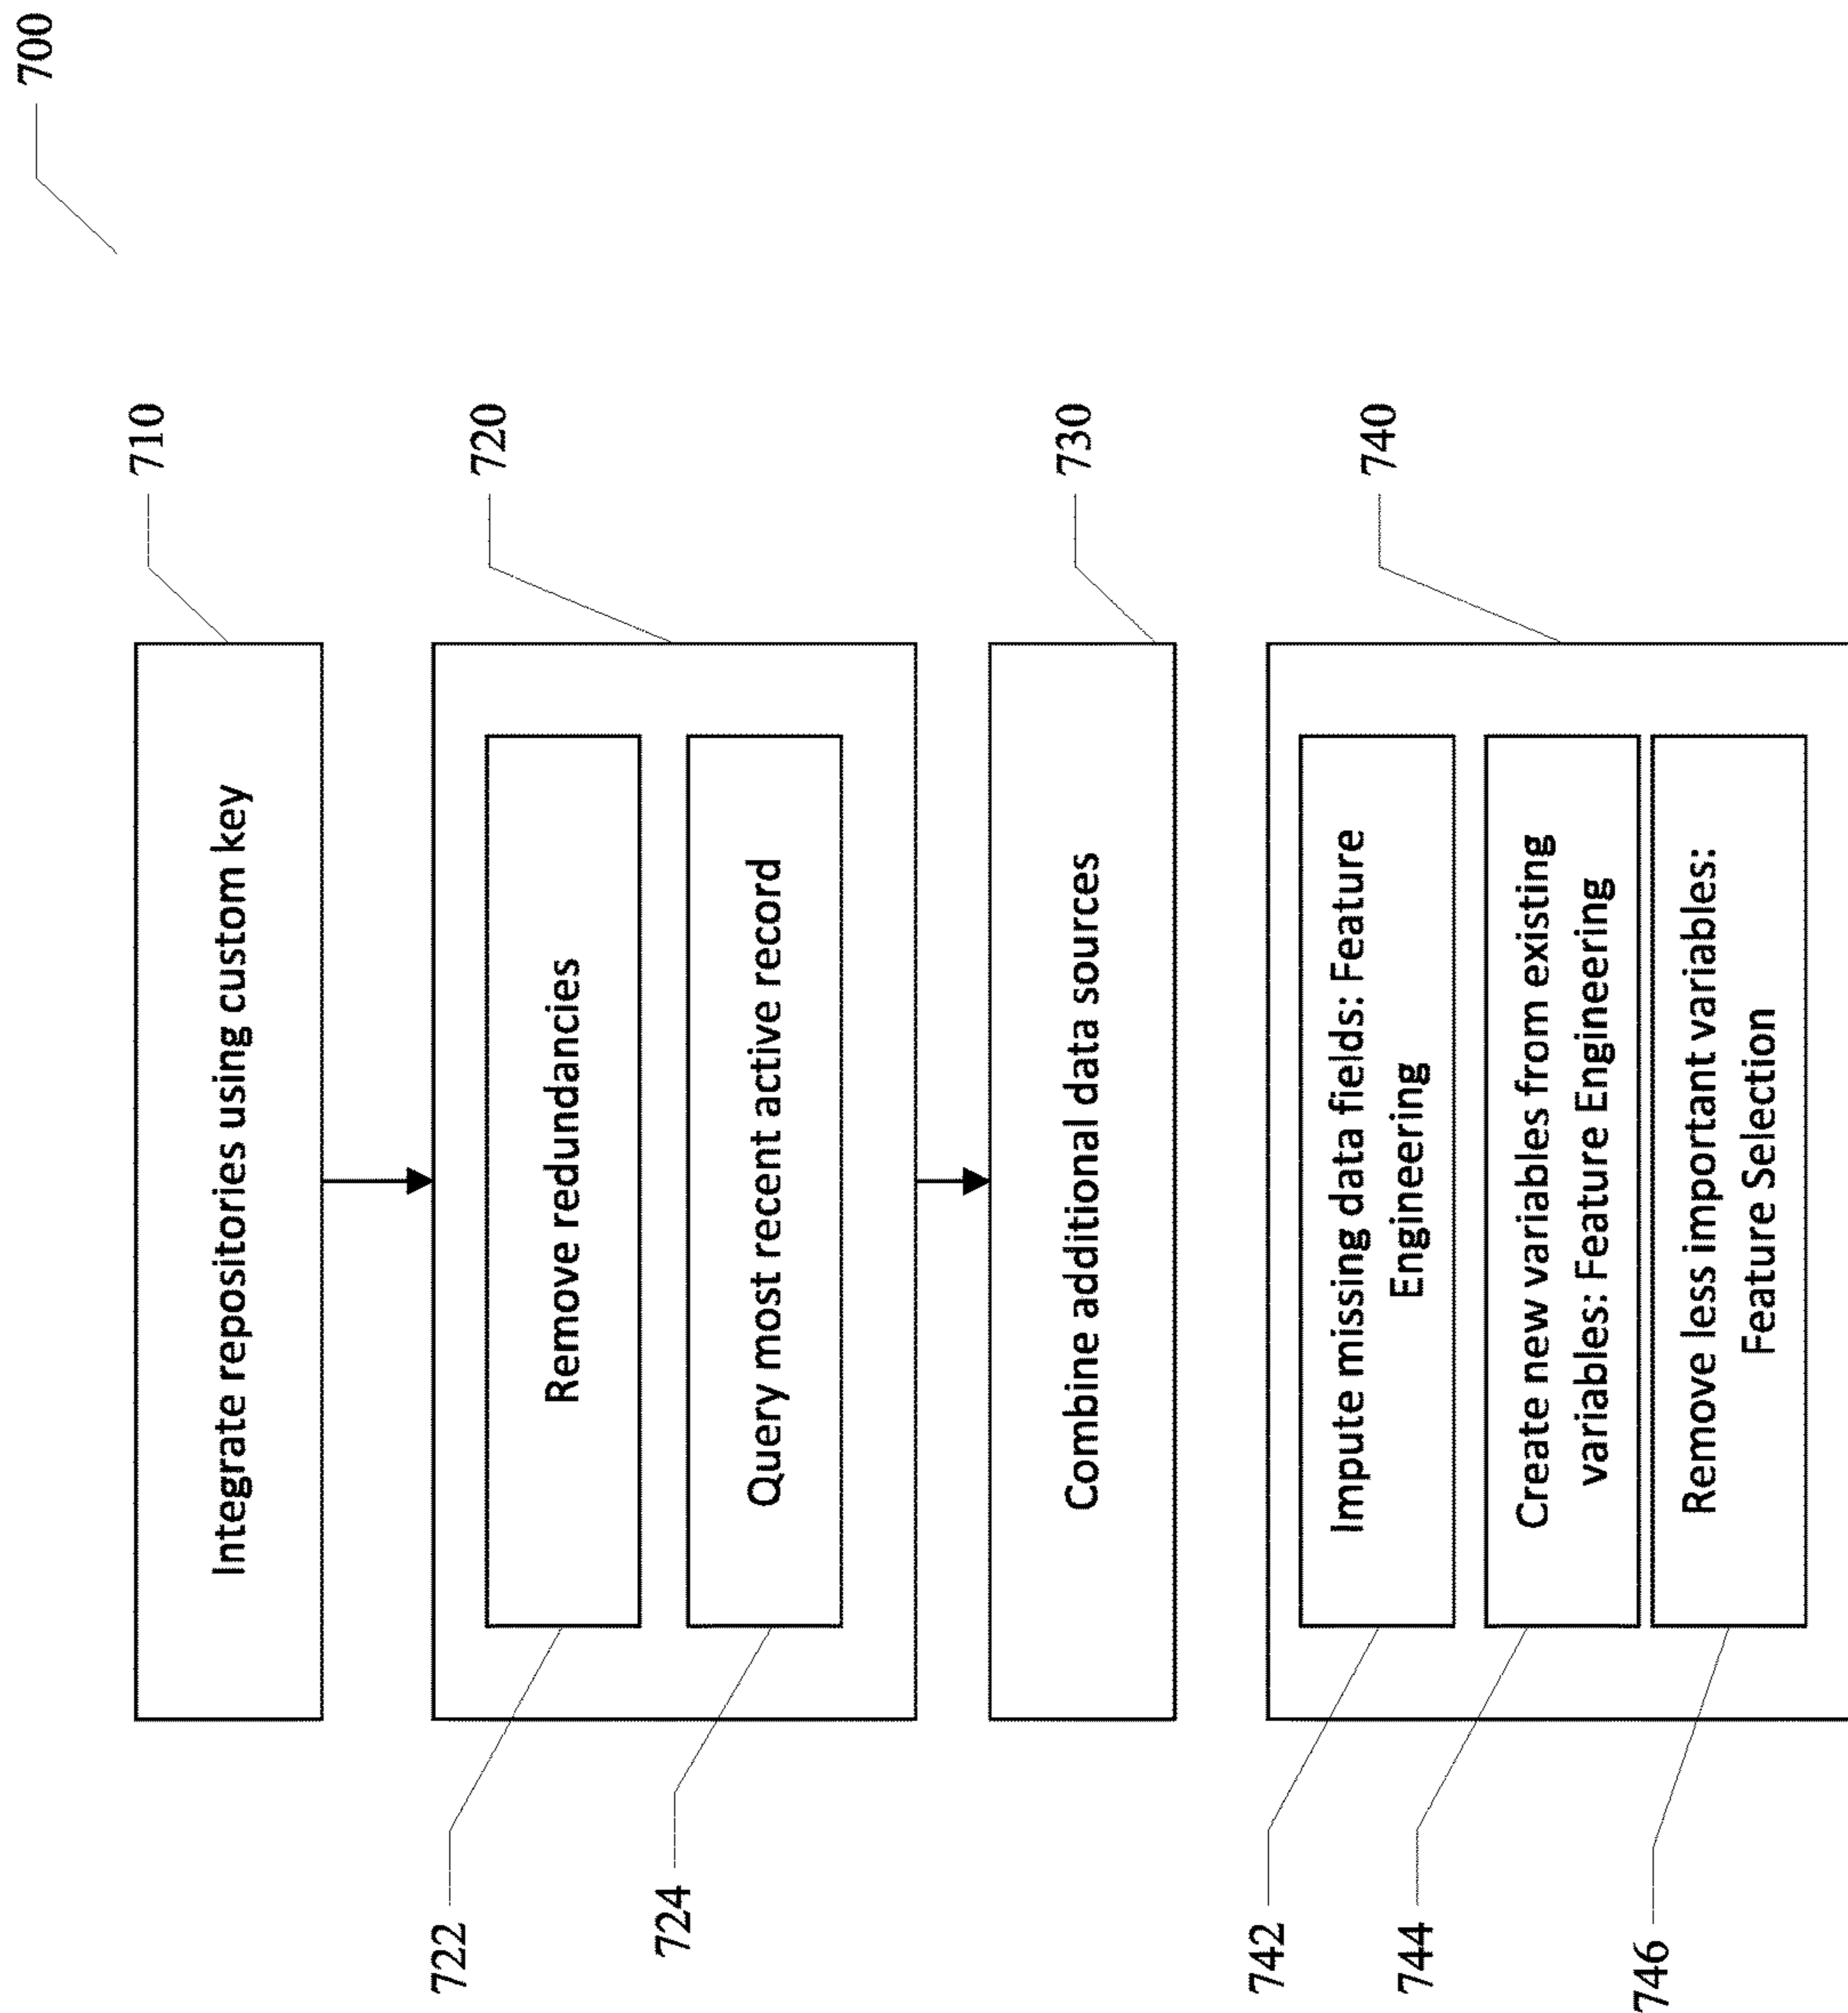 700
710
Integrate repositories using custom key
720
Remove redundancies
722
Query most recent active record
724
730
Combine additional data sources
740
Impute missing data fields: Feature
Engineering
742
Create new variables from existing
variables: Feature Engineering
744
Remove less important variables:
Feature Selection
746